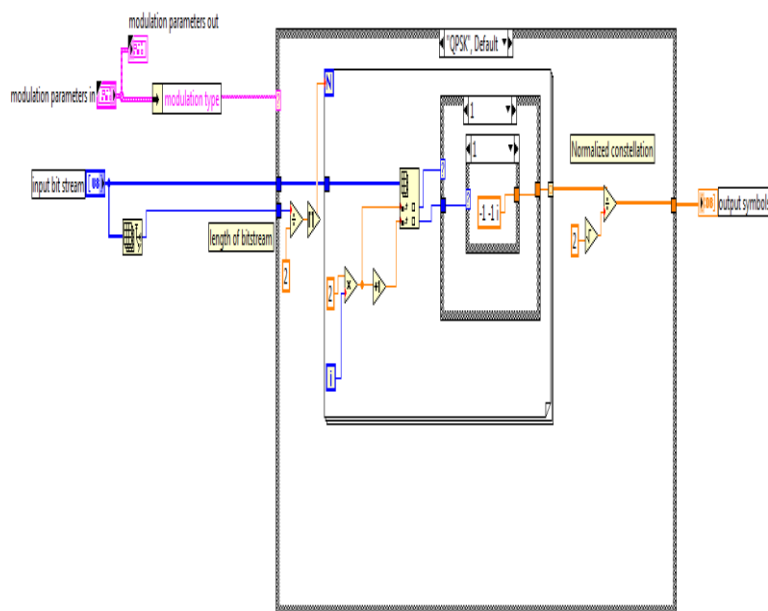 modulation parameters out
"QPSK", Default
modulation parameters in
modulation type
N
1
1
Normalized constellation
input bit stream
length of bitstream
-1 -1 i
output symbols
2
2
2
i